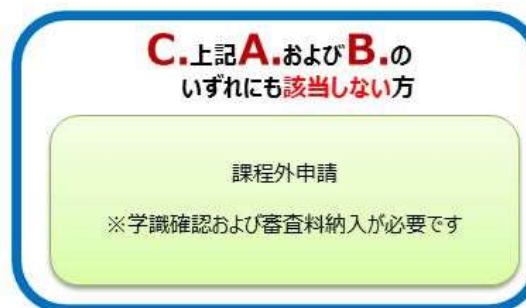 C.上記A.およびB.の
いずれにも該当しない方
課程外申請
※学識確認および審査料納入が必要です